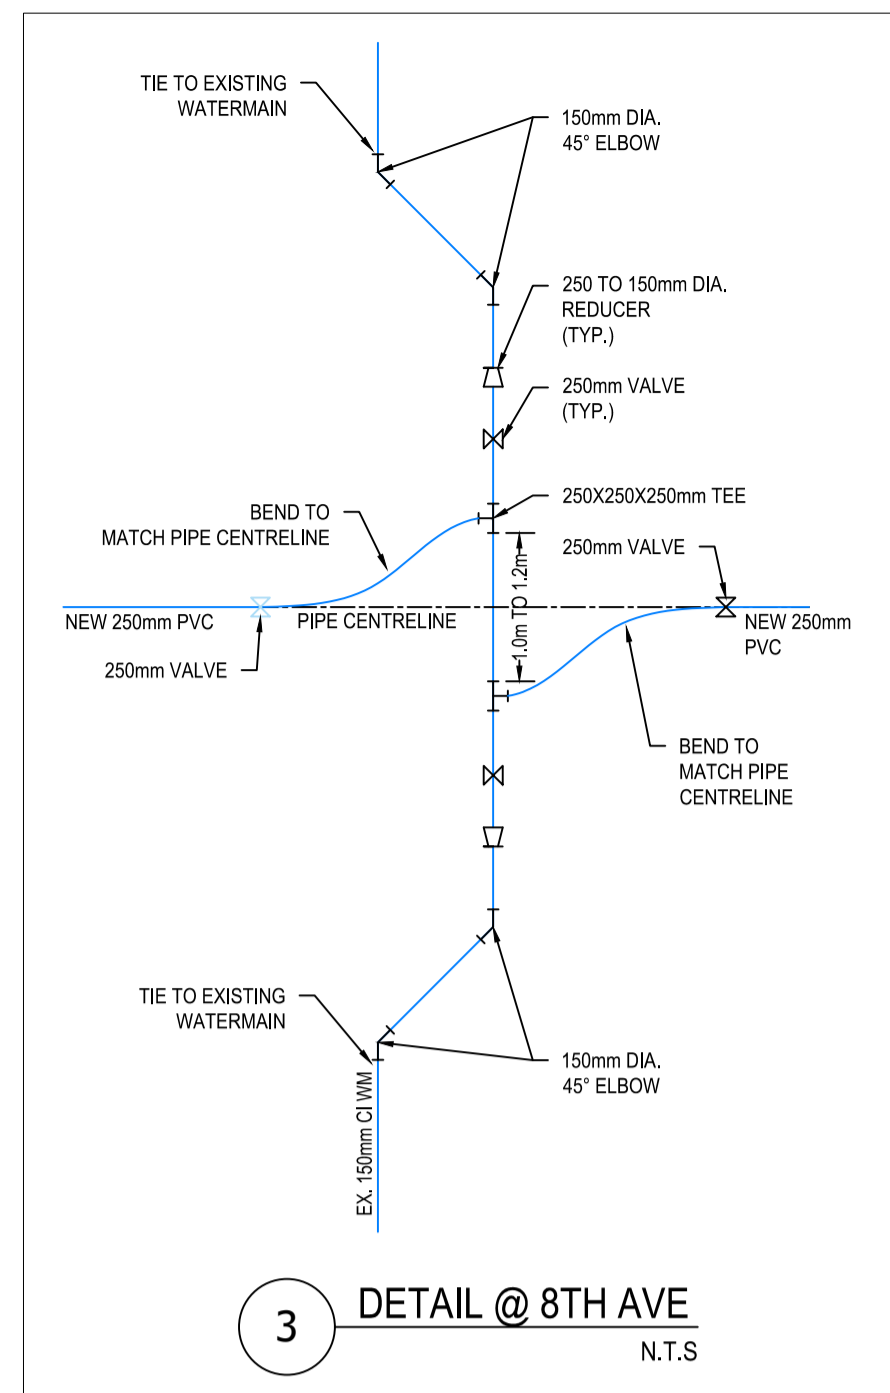 TIE TO EXISTING
WATERMAIN
150mm DIA.
45° ELBOW
250 TO 150mm DIA.
REDUCER
(TYP.)
250mm VALVE
(TYP.)
250X250X250mm TEE
BEND TO
MATCH PIPE CENTRELINE
250mm VALVE
1.0m TO 1.2m
NEW 250mm PVC
PIPE CENTRELINE
NEW 250mm
PVC
250mm VALVE
BEND TO
MATCH PIPE
CENTRELINE
TIE TO EXISTING
WATERMAIN
150mm DIA.
45° ELBOW
EX. 150mm CI WM
3
DETAIL @ 8TH AVE
N.T.S